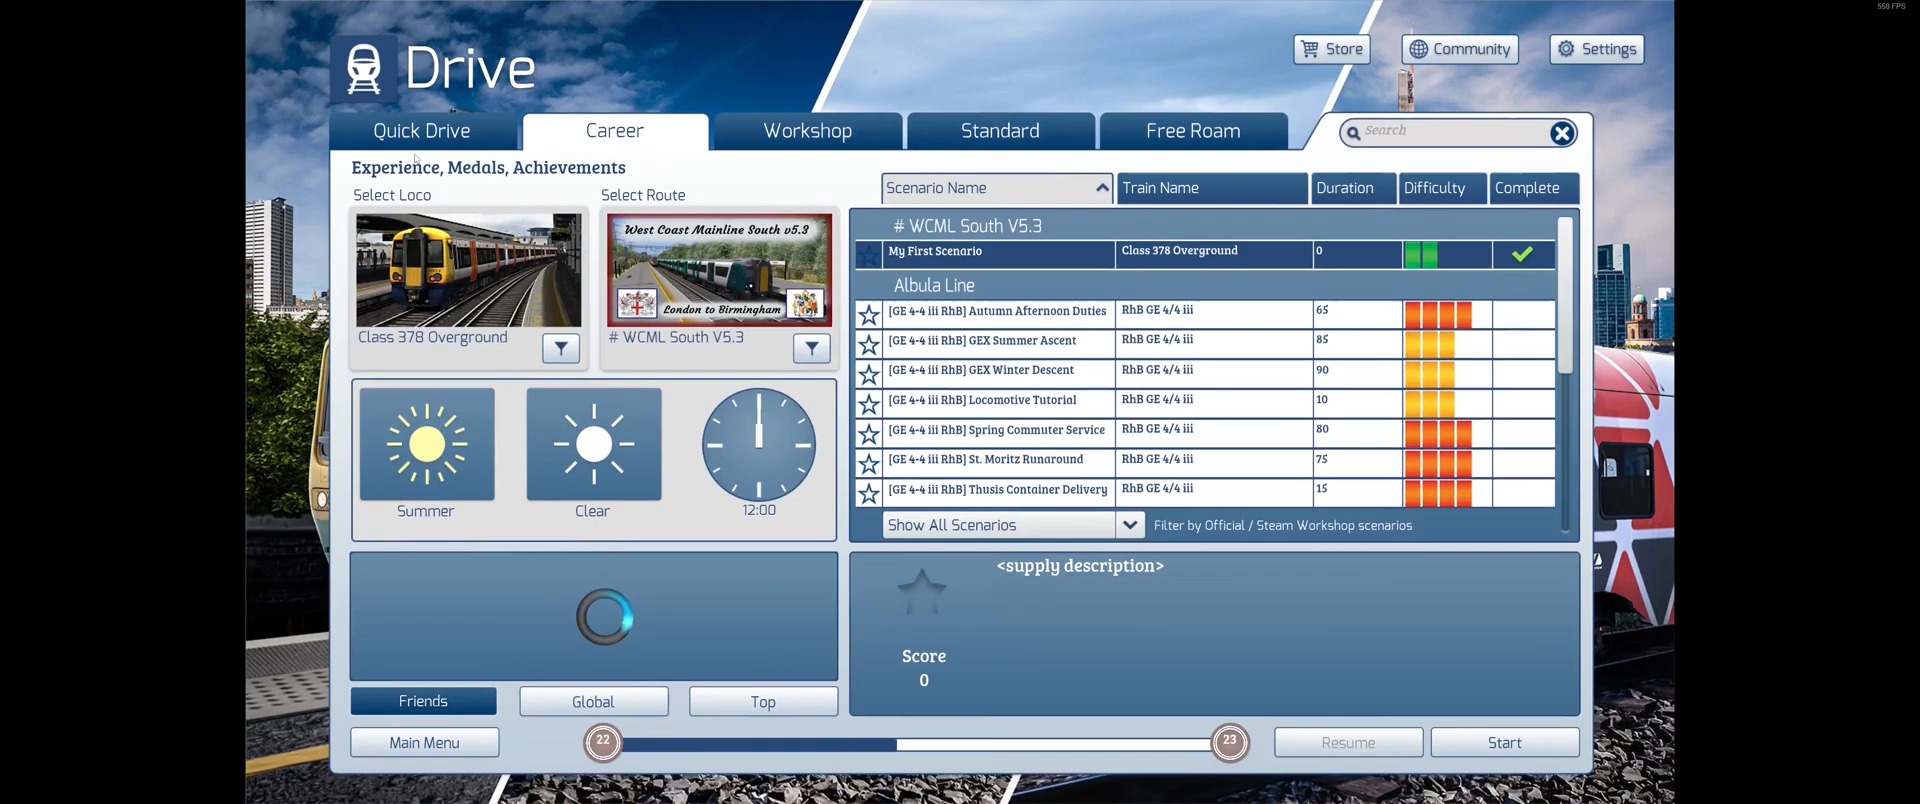 558 FPS
Drive
Store
Community
Settings
Quick Drive
Career
Workshop
Standard
Free Roam
Search
Experience, Medals, Achievements
Select Loco
Select Route
West Coast Mainline South v5.3
London to Birmingham
Class 378 Overground
# WCML South V5.3
Summer
Clear
12:00
Scenario Name Train Name Duration Difficulty Complete
# WCML South V5.3
My First Scenario Class 378 Overground 0
Albula Line
[GE 4-4 iii RhB] Autumn Afternoon Duties RhB GE 4/4 iii 65
[GE 4-4 iii RhB] GEX Summer Ascent RhB GE 4/4 iii 85
[GE 4-4 iii RhB] GEX Winter Descent RhB GE 4/4 iii 90
[GE 4-4 iii RhB] Locomotive Tutorial RhB GE 4/4 iii 10
[GE 4-4 iii RhB] Spring Commuter Service RhB GE 4/4 iii 80
[GE 4-4 iii RhB] St. Moritz Runaround RhB GE 4/4 iii 75
[GE 4-4 iii RhB] Thusis Container Delivery RhB GE 4/4 iii 15
Show All Scenarios
Filter by Official / Steam Workshop scenarios
<supply description>
Score
0
Friends
Global
Top
Main Menu
22
23
Resume
Start